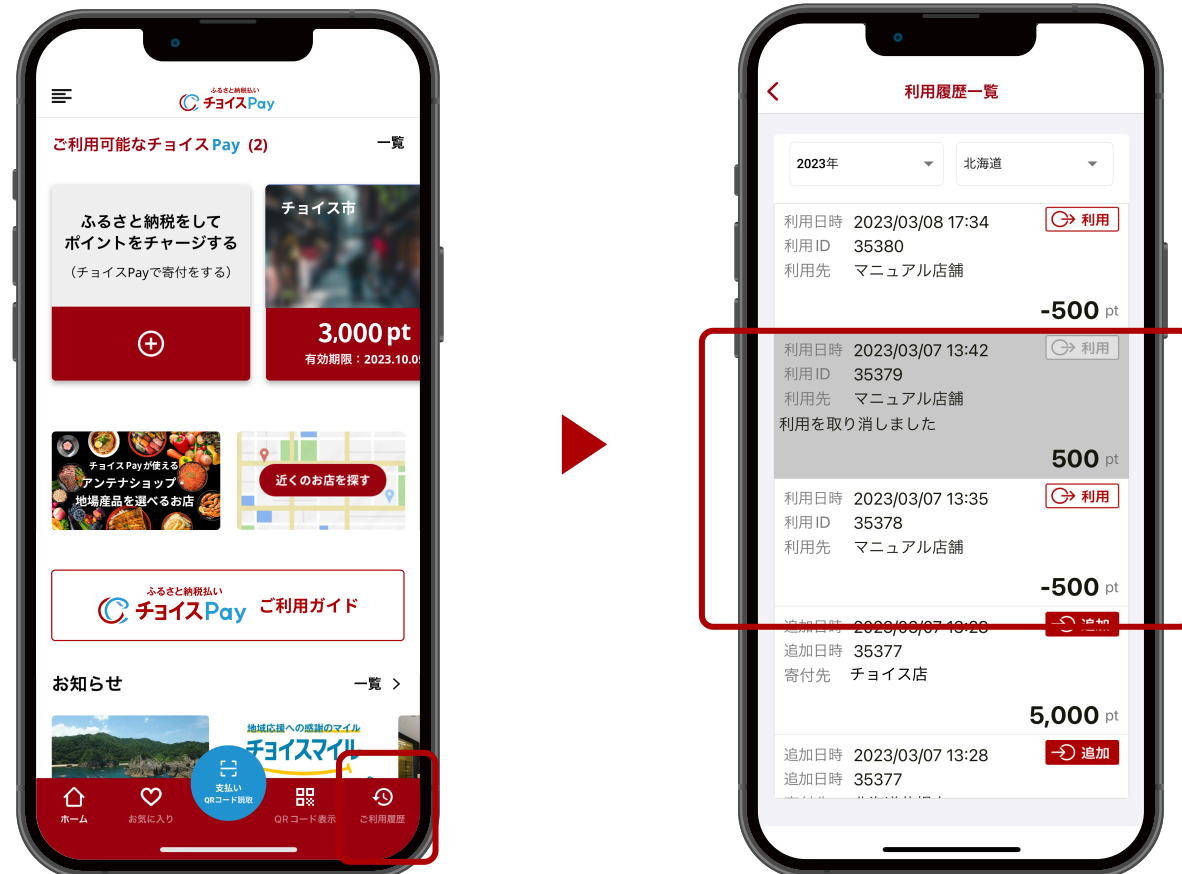 ふるさと納税払い
チョイスPay
ご利用可能なチョイスPay (2)
一覧
ふるさと納税をして
ポイントをチャージする
（チョイスPayで寄付をする）
チョイス市
3,000 pt
有効期限：2023.10.05
チョイス Pay が使える
アンテナショップ
地場産品を選べるお店
近くのお店を探す
ふるさと納税払い
チョイスPay ご利用ガイド
お知らせ
一覧
地域応援への感謝のマイル
チョイスマイル
支払い
QRコード読取
ホーム
お気に入り
QRコード表示
ご利用履歴
利用履歴一覧
2023年
北海道
利用日時 2023/03/08 17:34
利用
利用ID 35380
利用先 マニュアル店舗
-500 pt
利用日時 2023/03/07 13:42
利用
利用ID 35379
利用先 マニュアル店舗
利用を取り消しました
500 pt
利用日時 2023/03/07 13:35
利用
利用ID 35378
利用先 マニュアル店舗
-500 pt
追加日時 2023/03/07 13:28
追加
追加日時 35377
寄付先 チョイス店
5,000 pt
追加日時 2023/03/07 13:28
追加
追加日時 35377